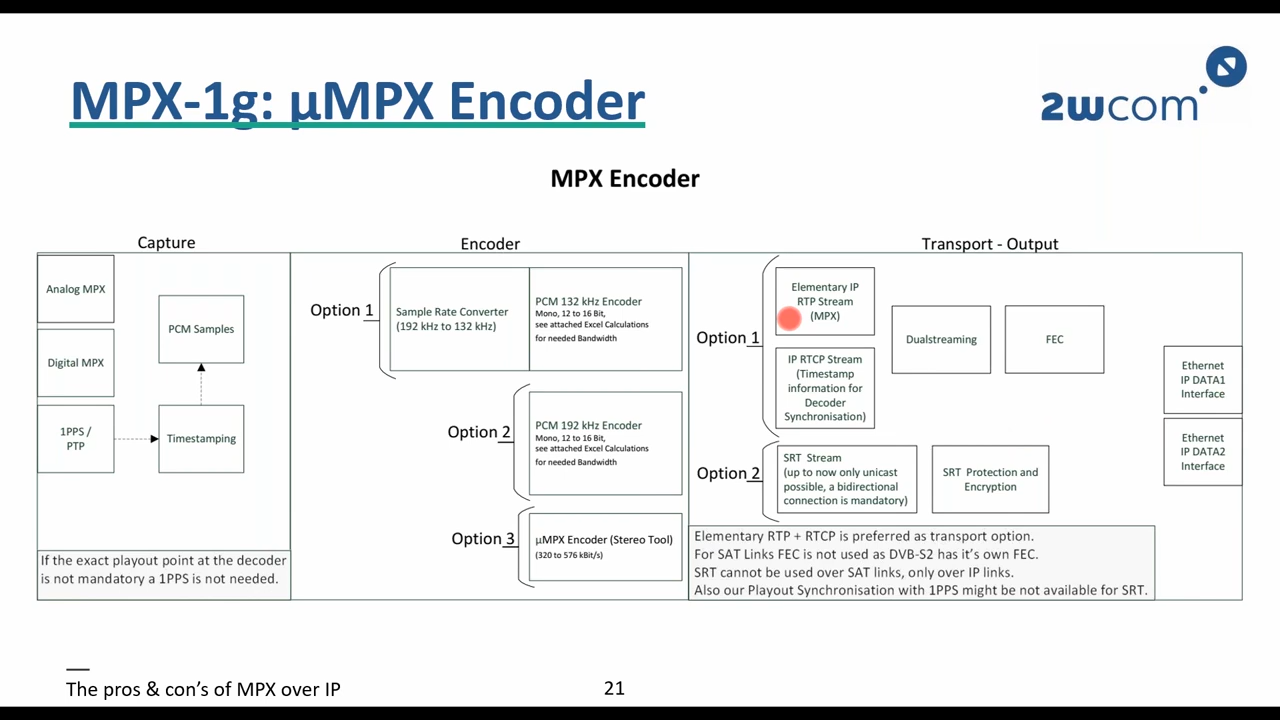 MPX-1g: µMPX Encoder
2wcom
MPX Encoder
Capture
Encoder
Transport - Output
Analog MPX
Digital MPX
1PPS /
PTP
PCM Samples
Timestamping
If the exact playout point at the decoder
is not mandatory a 1PPS is not needed.
Option 1
Sample Rate Converter
(192 kHz to 132 kHz)
PCM 132 kHz Encoder
Mono, 12 to 16 Bit,
see attached Excel Calculations
for needed Bandwidth
Option 2
PCM 192 kHz Encoder
Mono, 12 to 16 Bit,
see attached Excel Calculations
for needed Bandwidth
Option 3
µMPX Encoder (Stereo Tool)
(320 to 576 kBit/s)
Option 1
Elementary IP
RTP Stream
(MPX)
IP RTCP Stream
(Timestamp
information for
Decoder
Synchronisation)
Dualstreaming
FEC
Option 2
SRT Stream
(up to now only unicast
possible, a bidirectional
connection is mandatory)
SRT Protection and
Encryption
Ethernet
IP DATA1
Interface
Ethernet
IP DATA2
Interface
Elementary RTP + RTCP is preferred as transport option.
For SAT Links FEC is not used as DVB-S2 has it's own FEC.
SRT cannot be used over SAT links, only over IP links.
Also our Playout Synchronisation with 1PPS might be not available for SRT.
The pros & con's of MPX over IP
21